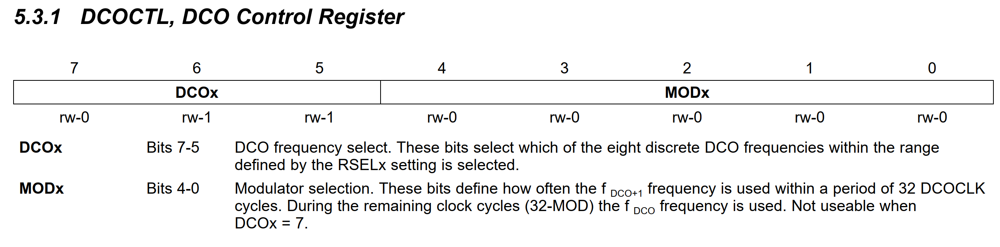 5.3.1 DCOCTL, DCO Control Register
7 6 5 4 3 2 1 0
DCOx MODx
rw-0 rw-1 rw-1 rw-0 rw-0 rw-0 rw-0 rw-0
DCOx Bits 7-5 DCO frequency select. These bits select which of the eight discrete DCO frequencies within the range
defined by the RSELx setting is selected.
MODx Bits 4-0 Modulator selection. These bits define how often the f DCO+1 frequency is used within a period of 32 DCOCLK
cycles. During the remaining clock cycles (32-MOD) the f DCO frequency is used. Not useable when
DCOx = 7.